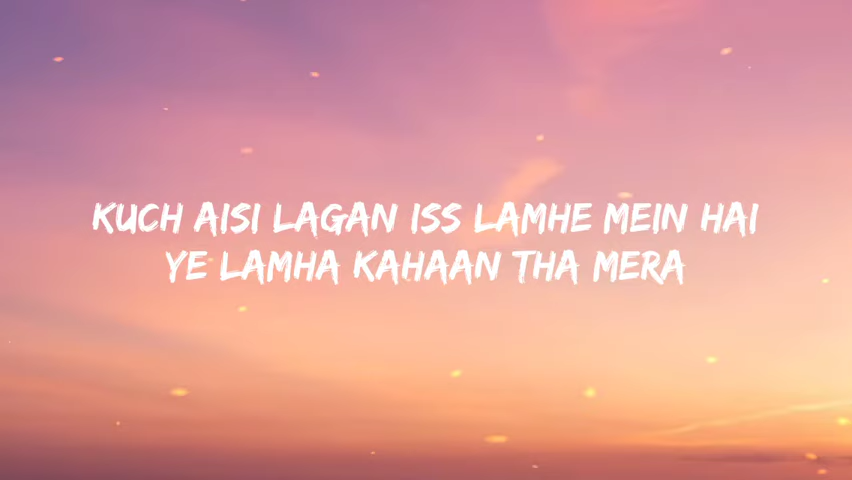 KUCH AISI LAGAN ISS LAMHE MEIN HAI
YE LAMHA KAHAAN THA MERA